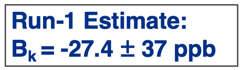 Run-1 Estimate:
Bₖ = -27.4 ± 37 ppb